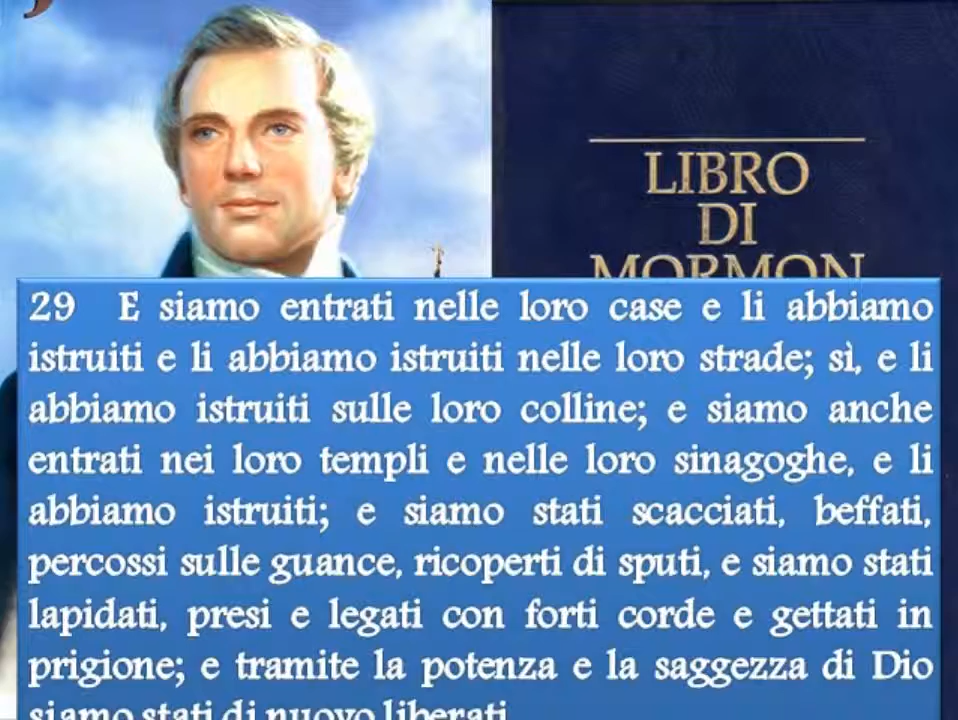 LIBRO
DI
MORMON
29 E siamo entrati nelle loro case e li abbiamo
istruiti e li abbiamo istruiti nelle loro strade; sì, e li
abbiamo istruiti sulle loro colline; e siamo anche
entrati nei loro templi e nelle loro sinagoghe, e li
abbiamo istruiti; e siamo stati scacciati, beffati,
percossi sulle guance, ricoperti di sputi, e siamo stati
lapidati, presi e legati con forti corde e gettati in
prigione; e tramite la potenza e la saggezza di Dio
siamo stati di nuovo liberati.